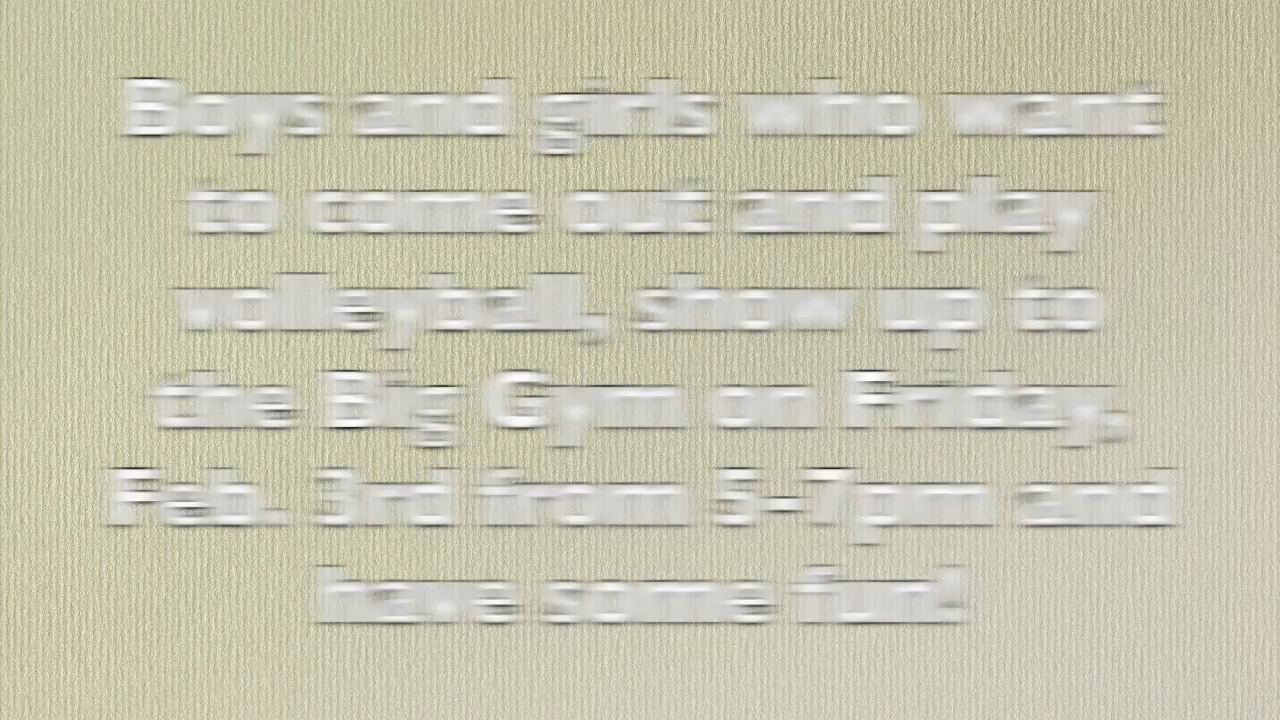 Boys and girls who want
to come out and play
volleyball, show up to
the Big Gym on Friday,
Feb. 3rd from 5-7pm and
have some fun!